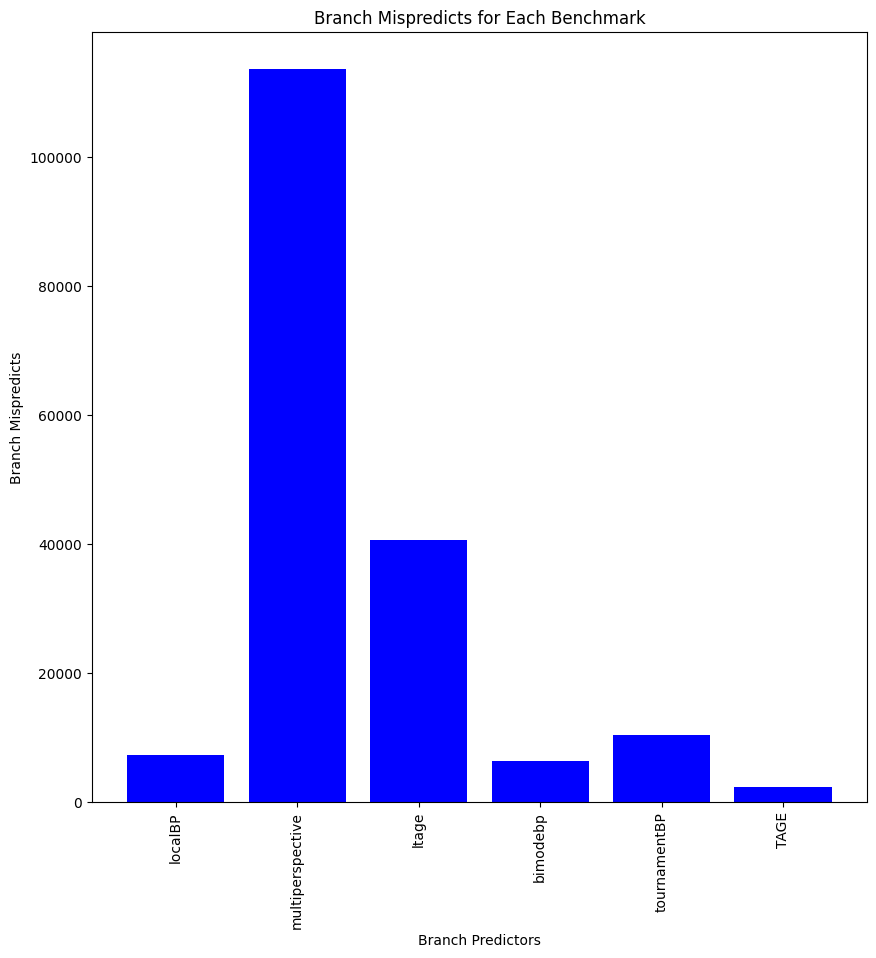 Branch Mispredicts for Each Benchmark
Branch Mispredicts
100000
80000
60000
40000
20000
0
localBP
multiperspective
ltage
bimodebp
tournamentBP
TAGE
Branch Predictors